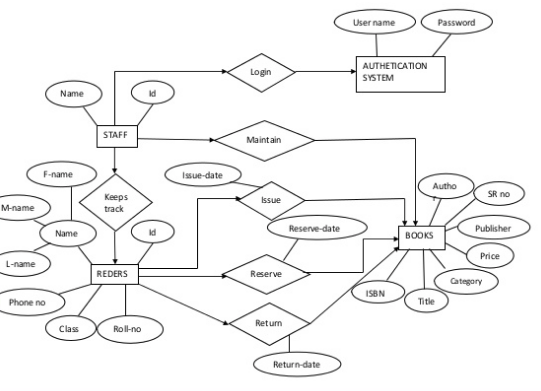 User name
Password
AUTHETICATION
SYSTEM
Login
Name
Id
STAFF
Maintain
F-name
Issue-date
Keeps
track
M-name
Issue
Autho
r
SR no
Name
Id
Reserve-date
Publisher
BOOKS
L-name
Price
REDERS
Reserve
Category
ISBN
Title
Phone no
Class
Roll-no
Return
Return-date